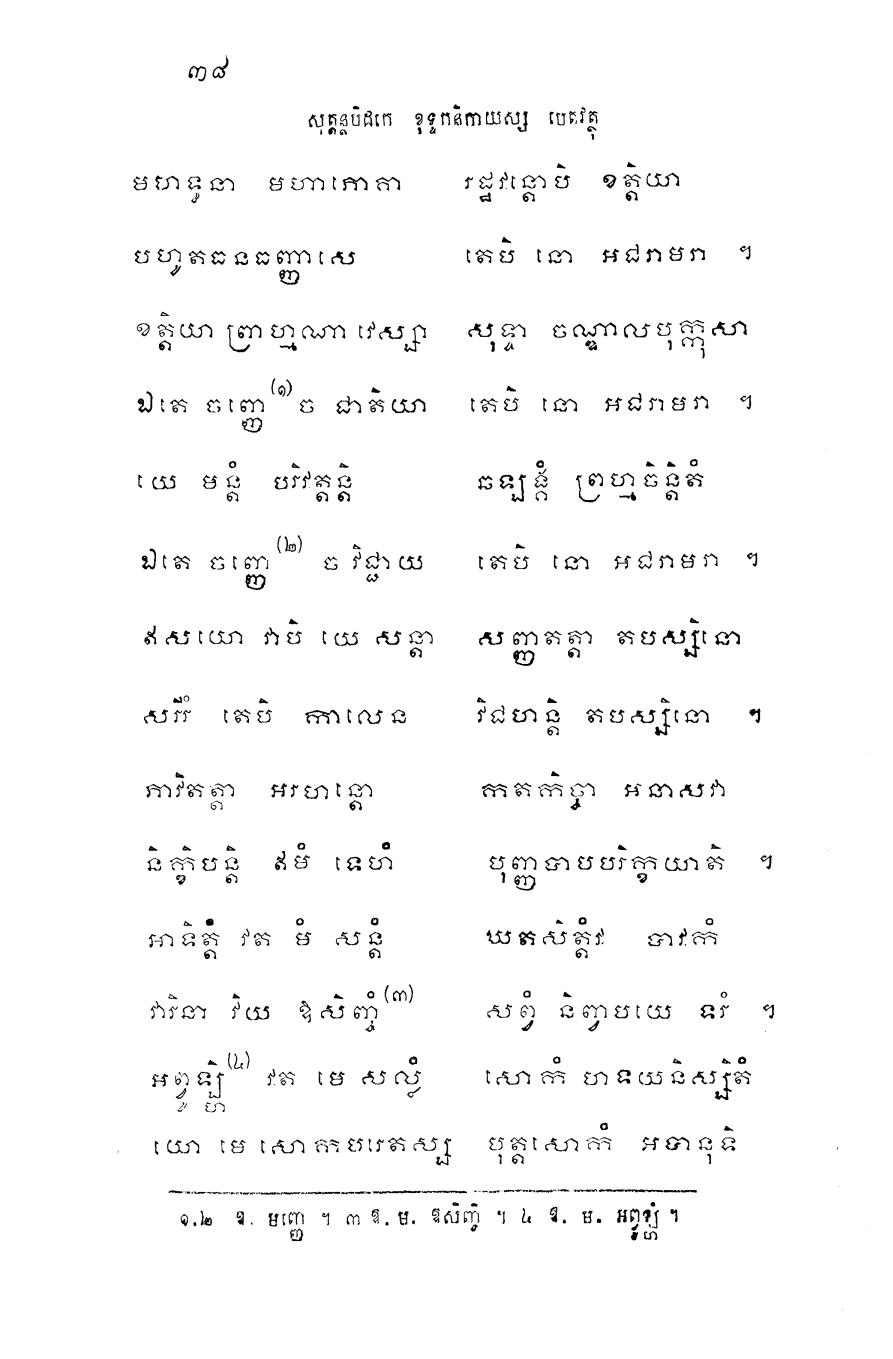 ៣៨
សុត្តន្តបិដកេ ខុទ្ទកនិកាយស្ស បេតវត្ថុ
មហទ្ធនា មហាភោគា រដ្ឋវន្តោបិ ខត្តិយា
បហូតធនធញ្ញាសេ តេបិ នោ អជរាមរា ។
ខត្តិយា ព្រាហ្មណា វេស្សា សុទ្ទា ចណ្ឌាលបុក្កុសា
ឯតេ ចញ្ញេ(១) ច ជាតិយា តេបិ នោ អជរាមរា ។
យេ មន្តំ បរិវត្តន្តិ ឆឡង្គំ ព្រហ្មចិន្តិតំ
ឯតេ ចញ្ញេ(២) ច វិជ្ជាយ តេបិ នោ អជរាមរា ។
ឥសយោ វាបិ យេ សន្តា សញ្ញតត្តា តបស្សិនោ
សរីរំ តេបិ កាលេន វិជហន្តិ តបស្សិនោ ។
ភាវិតត្តា អរហន្តោ កតកិច្ចា អនាសវា
និក្ខិបន្តិ ឥមំ ទេហំ បុញ្ញបាបបរិក្ខយាតិ ។
អាទិត្តំ វត មំ សន្តំ ឃតសិត្តំវ បាវកំ
វារិនា វិយ ឱសិញ្ចំ(៣) សព្វំ និព្វាបយេ ទរំ ។
អព្វូឡ្ហិ(៤) វត មេ សល្លំ សោកំ ហទយនិស្សិតំ
យោ មេ សោកបរេតស្ស បុត្តសោកំ អបានុទិ
១.២ ឱ. មញ្ញេ ។ ៣ ឱ. ម. ឱសិញ្ចិ ។ ៤ ឱ. ម. អព្វូឡ្ហំ ។